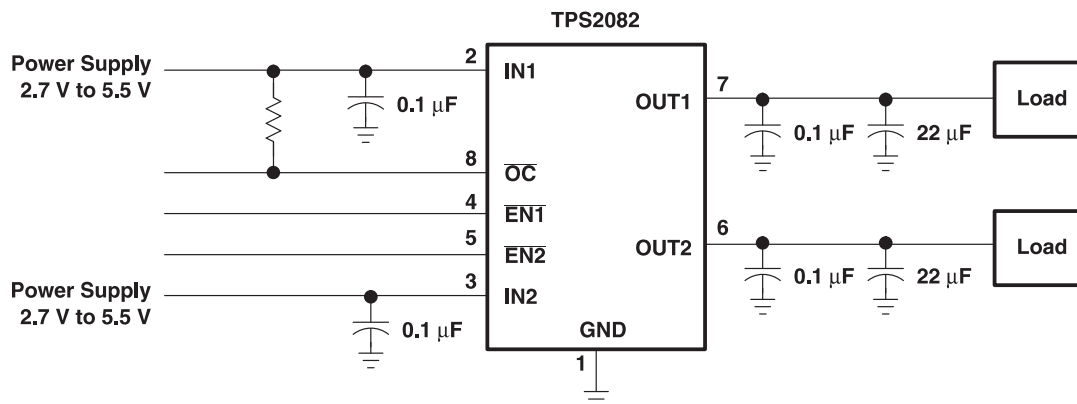 TPS2082
Power Supply
2.7 V to 5.5 V
2
IN1
0.1 µF
OUT1
7
0.1 µF
22 µF
Load
8
OC
4
EN1
5
EN2
OUT2
6
0.1 µF
22 µF
Load
Power Supply
2.7 V to 5.5 V
3
IN2
0.1 µF
GND
1